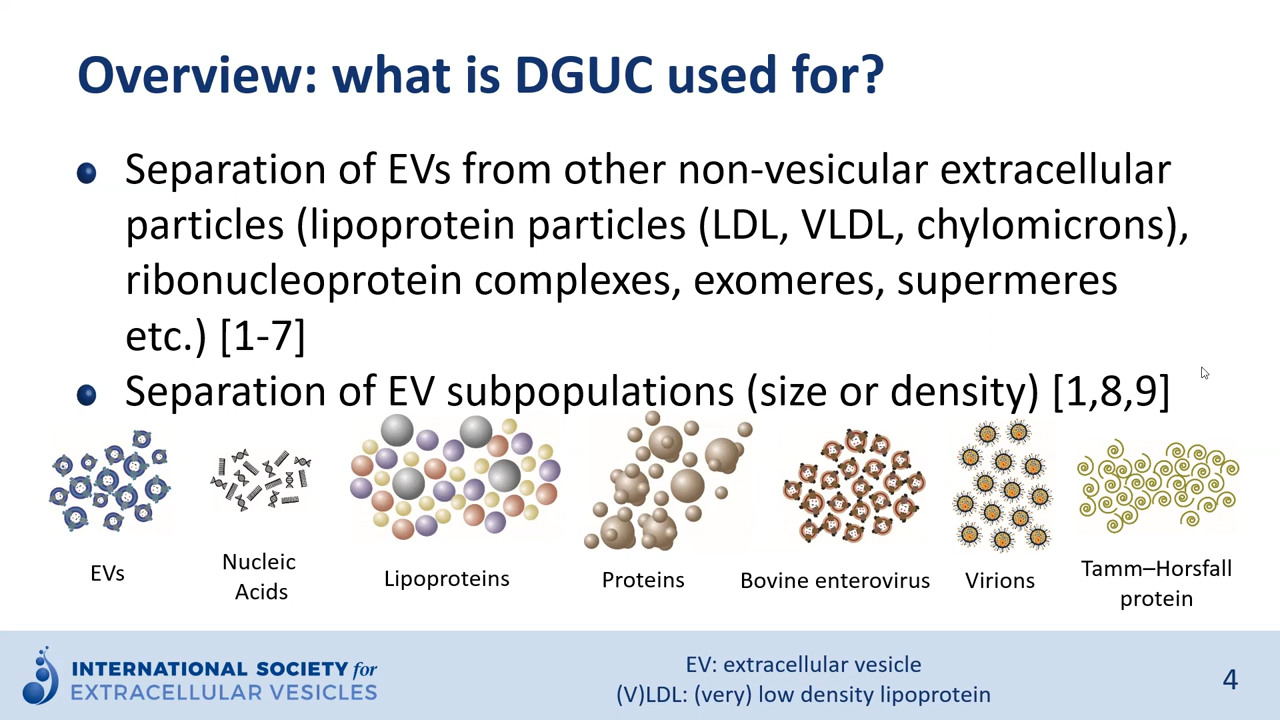 Overview: what is DGUC used for?
Separation of EVs from other non-vesicular extracellular
particles (lipoprotein particles (LDL, VLDL, chylomicrons),
ribonucleoprotein complexes, exomeres, supermeres
etc.) [1-7]
Separation of EV subpopulations (size or density) [1,8,9]
EVs
Nucleic
Acids
Lipoproteins
Proteins
Bovine enterovirus
Virions
Tamm–Horsfall
protein
INTERNATIONAL SOCIETY for
EXTRACELLULAR VESICLES
EV: extracellular vesicle
(V)LDL: (very) low density lipoprotein
4